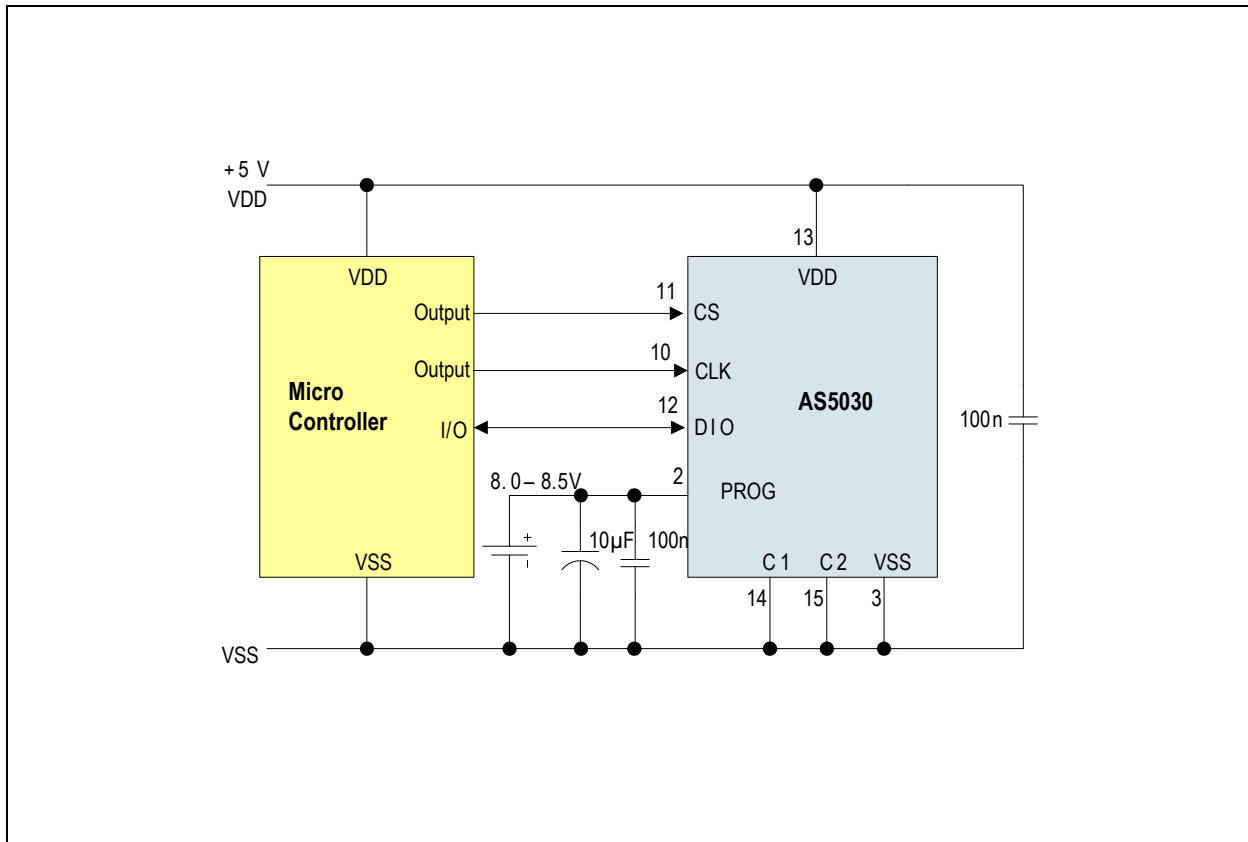 +5 V
VDD
13
VDD
VDD
Output
11
CS
Output
10
CLK
Micro
Controller
AS5030
I/O
12
DIO
100n
8.0–8.5V
2
PROG
+
-
10µF
100n
VSS
C1
C2
VSS
14
15
3
VSS